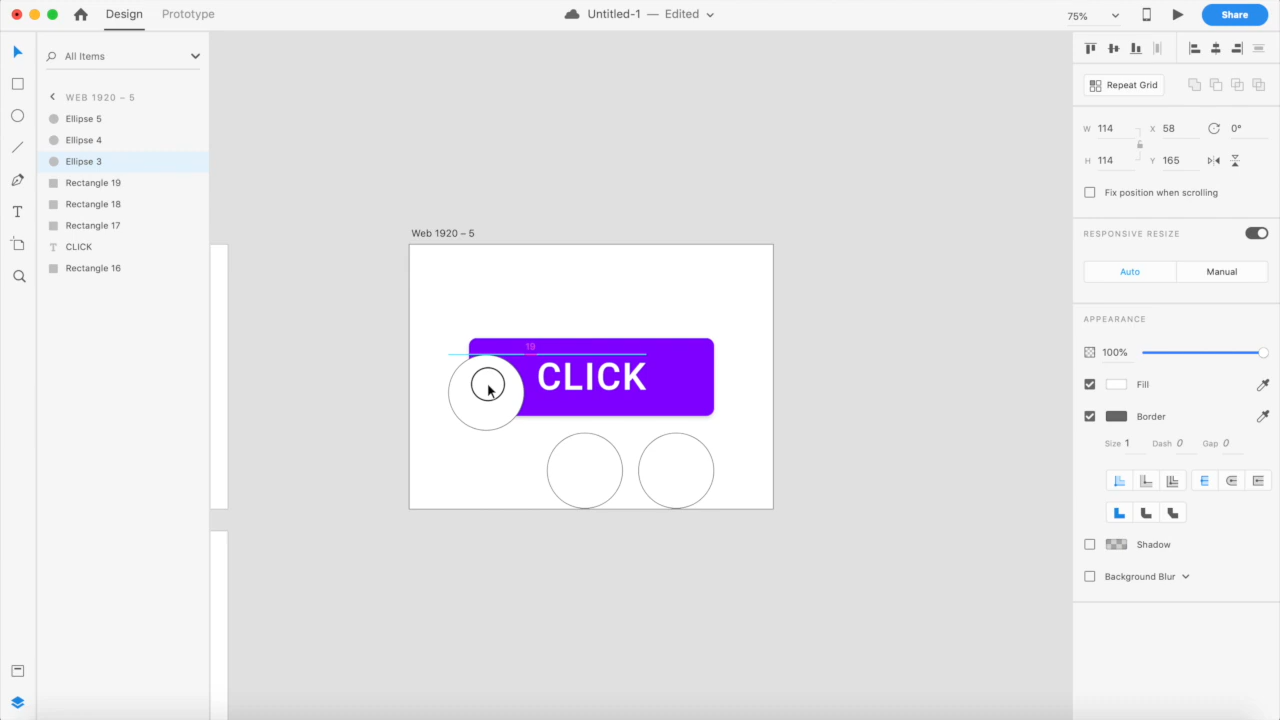 Design Prototype
Untitled-1 — Edited
75%
Share
All Items
WEB 1920 – 5
Ellipse 5
Ellipse 4
Ellipse 3
Rectangle 19
Rectangle 18
Rectangle 17
T CLICK
Rectangle 16
Web 1920 – 5
19
CLICK
Repeat Grid
W 114 X 58 0°
H 114 Y 165
Fix position when scrolling
RESPONSIVE RESIZE
Auto Manual
APPEARANCE
100%
Fill
Border
Size 1 Dash 0 Gap 0
Shadow
Background Blur